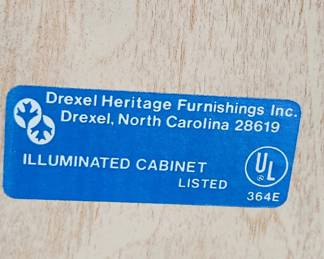 Drexel Heritage Furnishings Inc.
Drexel, North Carolina 28619
ILLUMINATED CABINET
LISTED
UL
364E